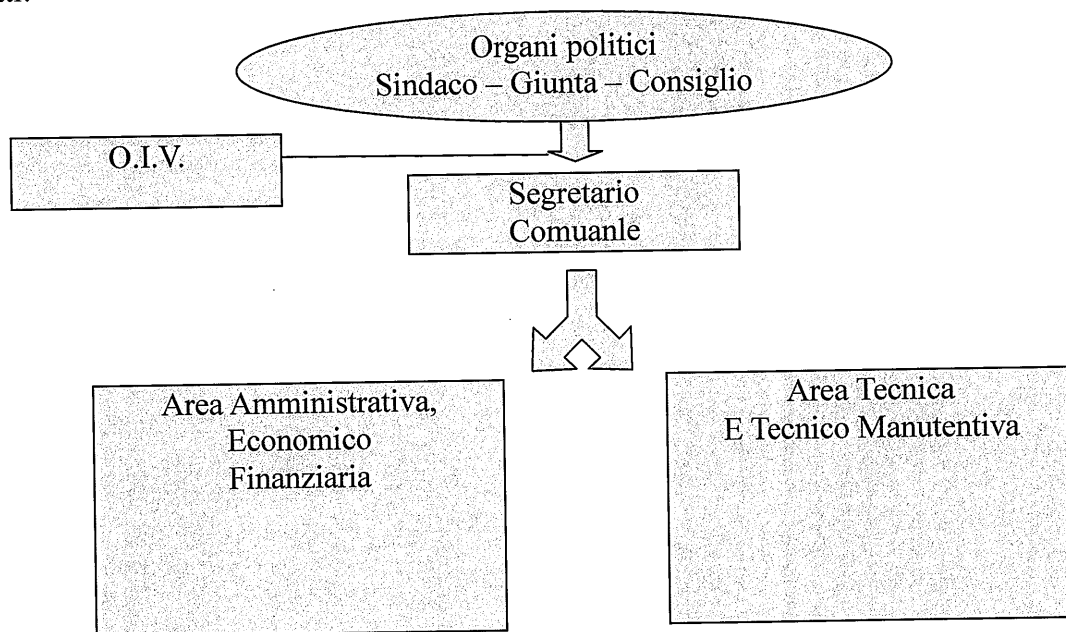 Organi politici
Sindaco – Giunta – Consiglio
O.I.V.
Segretario
Comuanle
Area Amministrativa,
Economico
Finanziaria
Area Tecnica
E Tecnico Manutentiva